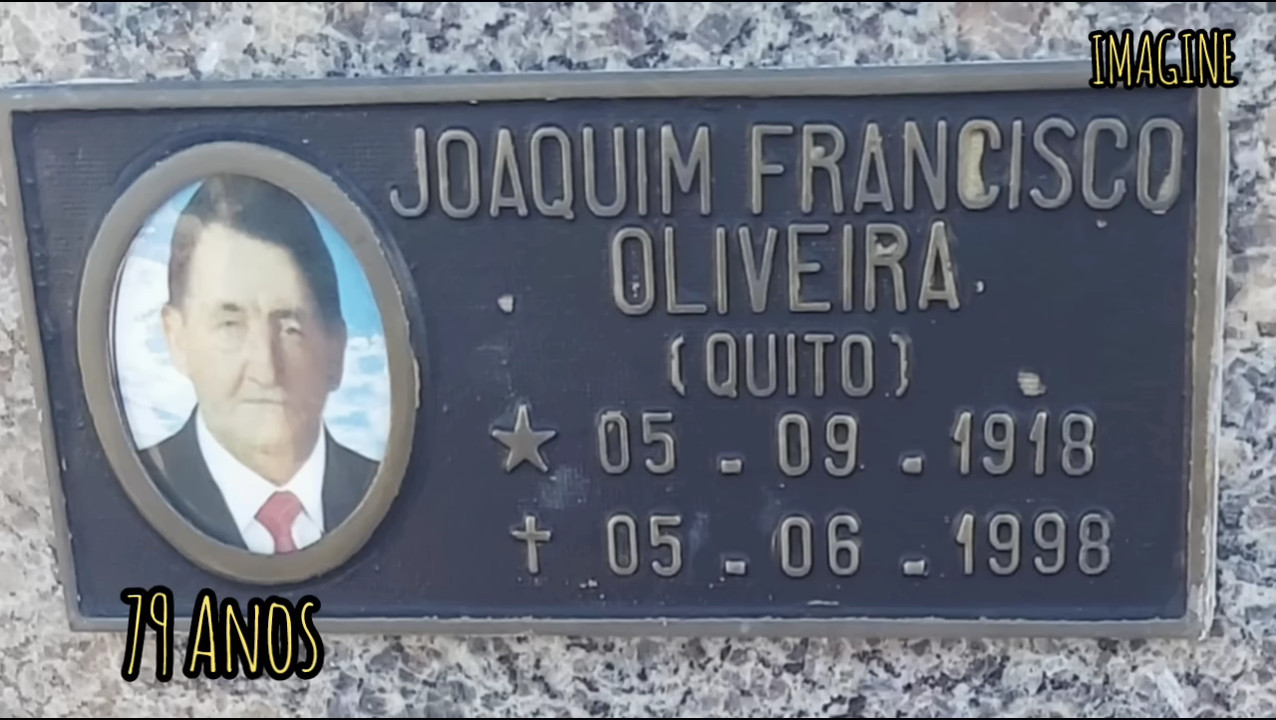 IMAGINE
JOAQUIM FRANCISCO
OLIVEIRA
(QUITO)
★ 05 - 09 - 1918
✝ 05 - 06 - 1998
79 ANOS